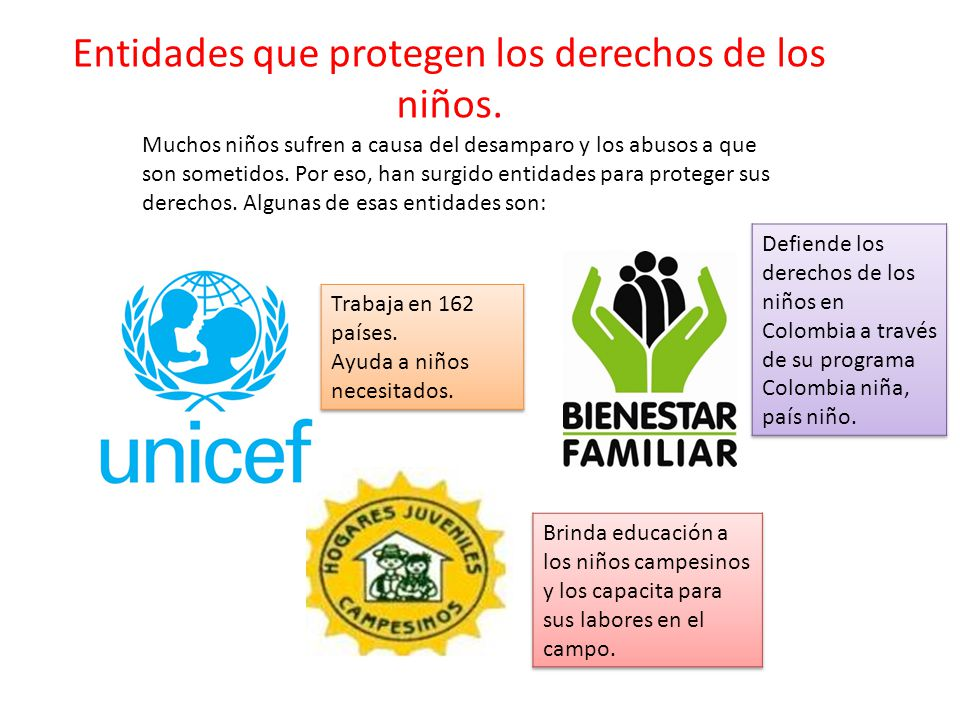 Entidades que protegen los derechos de los
niños.
Muchos niños sufren a causa del desamparo y los abusos a que
son sometidos. Por eso, han surgido entidades para proteger sus
derechos. Algunas de esas entidades son:
unicef
Trabaja en 162
países.
Ayuda a niños
necesitados.
BIENESTAR
FAMILIAR
Defiende los
derechos de los
niños en
Colombia a través
de su programa
Colombia niña,
país niño.
HOGARES JUVENILES
CAMPESINOS
Brinda educación a
los niños campesinos
y los capacita para
sus labores en el
campo.